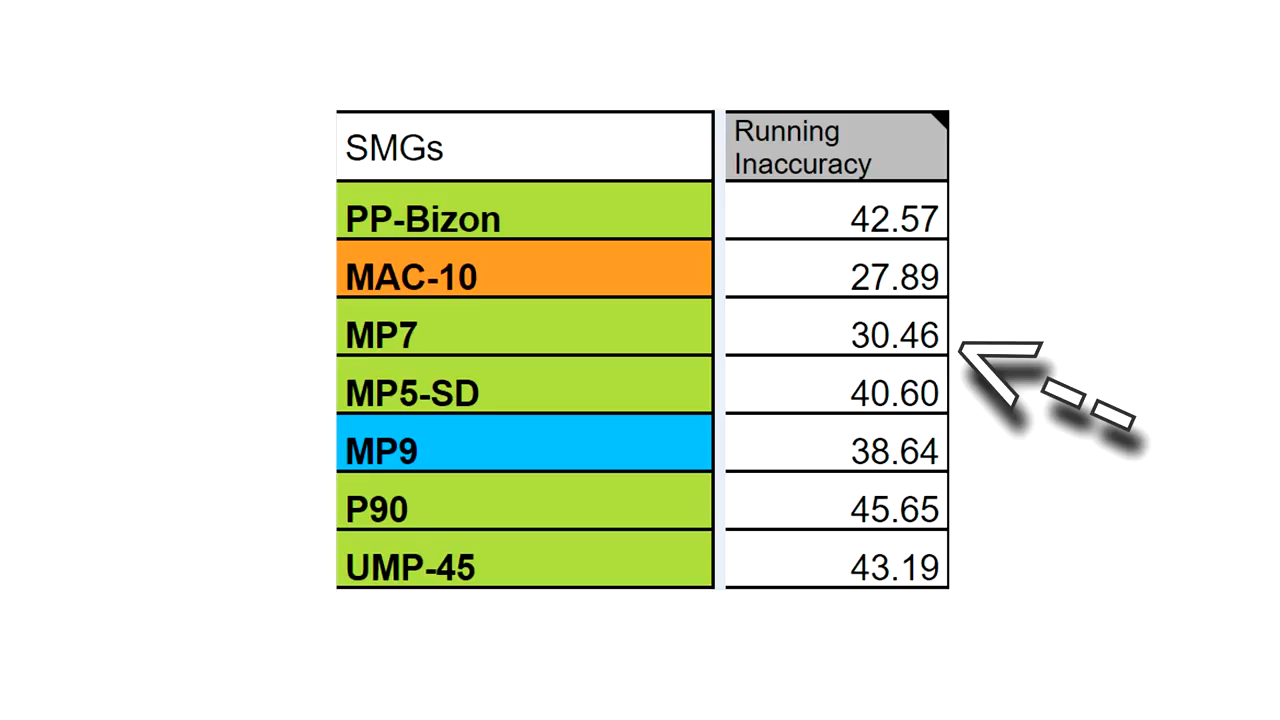 SMGs
Running
Inaccuracy
PP-Bizon 42.57
MAC-10 27.89
MP7 30.46
MP5-SD 40.60
MP9 38.64
P90 45.65
UMP-45 43.19